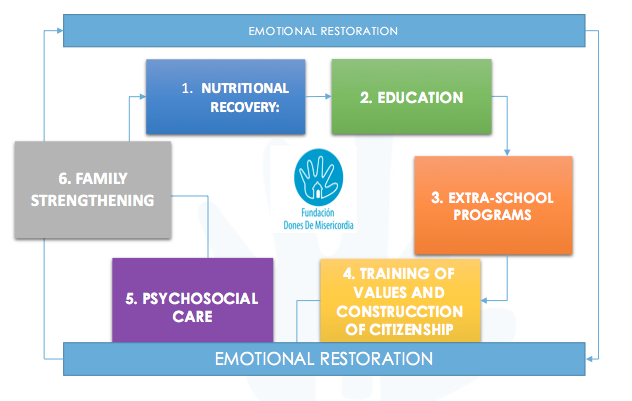 EMOTIONAL RESTORATION
1. NUTRITIONAL
RECOVERY:
2. EDUCATION
3. EXTRA-SCHOOL
PROGRAMS
6. FAMILY
STRENGTHENING
Fundación
Dones De Misericordia
4. TRAINING OF
VALUES AND
CONSTRUCCTION
OF CITIZENSHIP
5. PSYCHOSOCIAL
CARE
EMOTIONAL RESTORATION